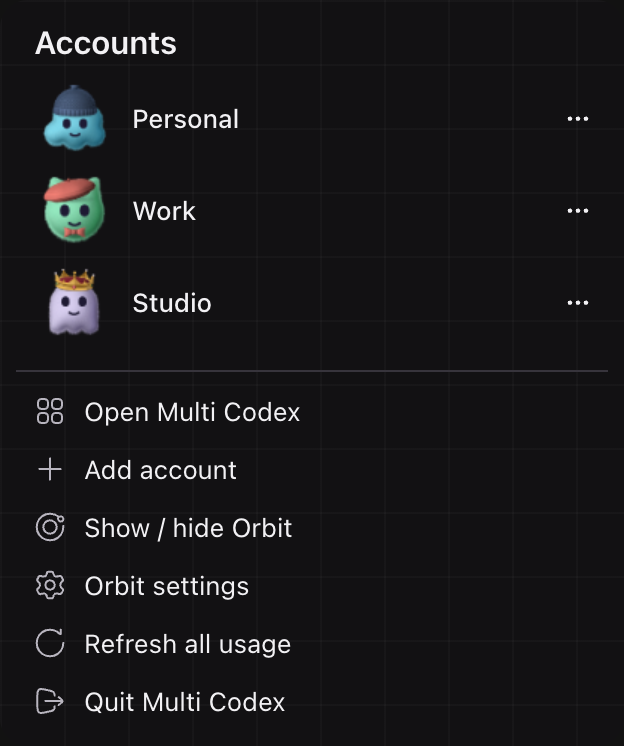 Accounts
Personal
Work
Studio
Open Multi Codex
Add account
Show / hide Orbit
Orbit settings
Refresh all usage
Quit Multi Codex